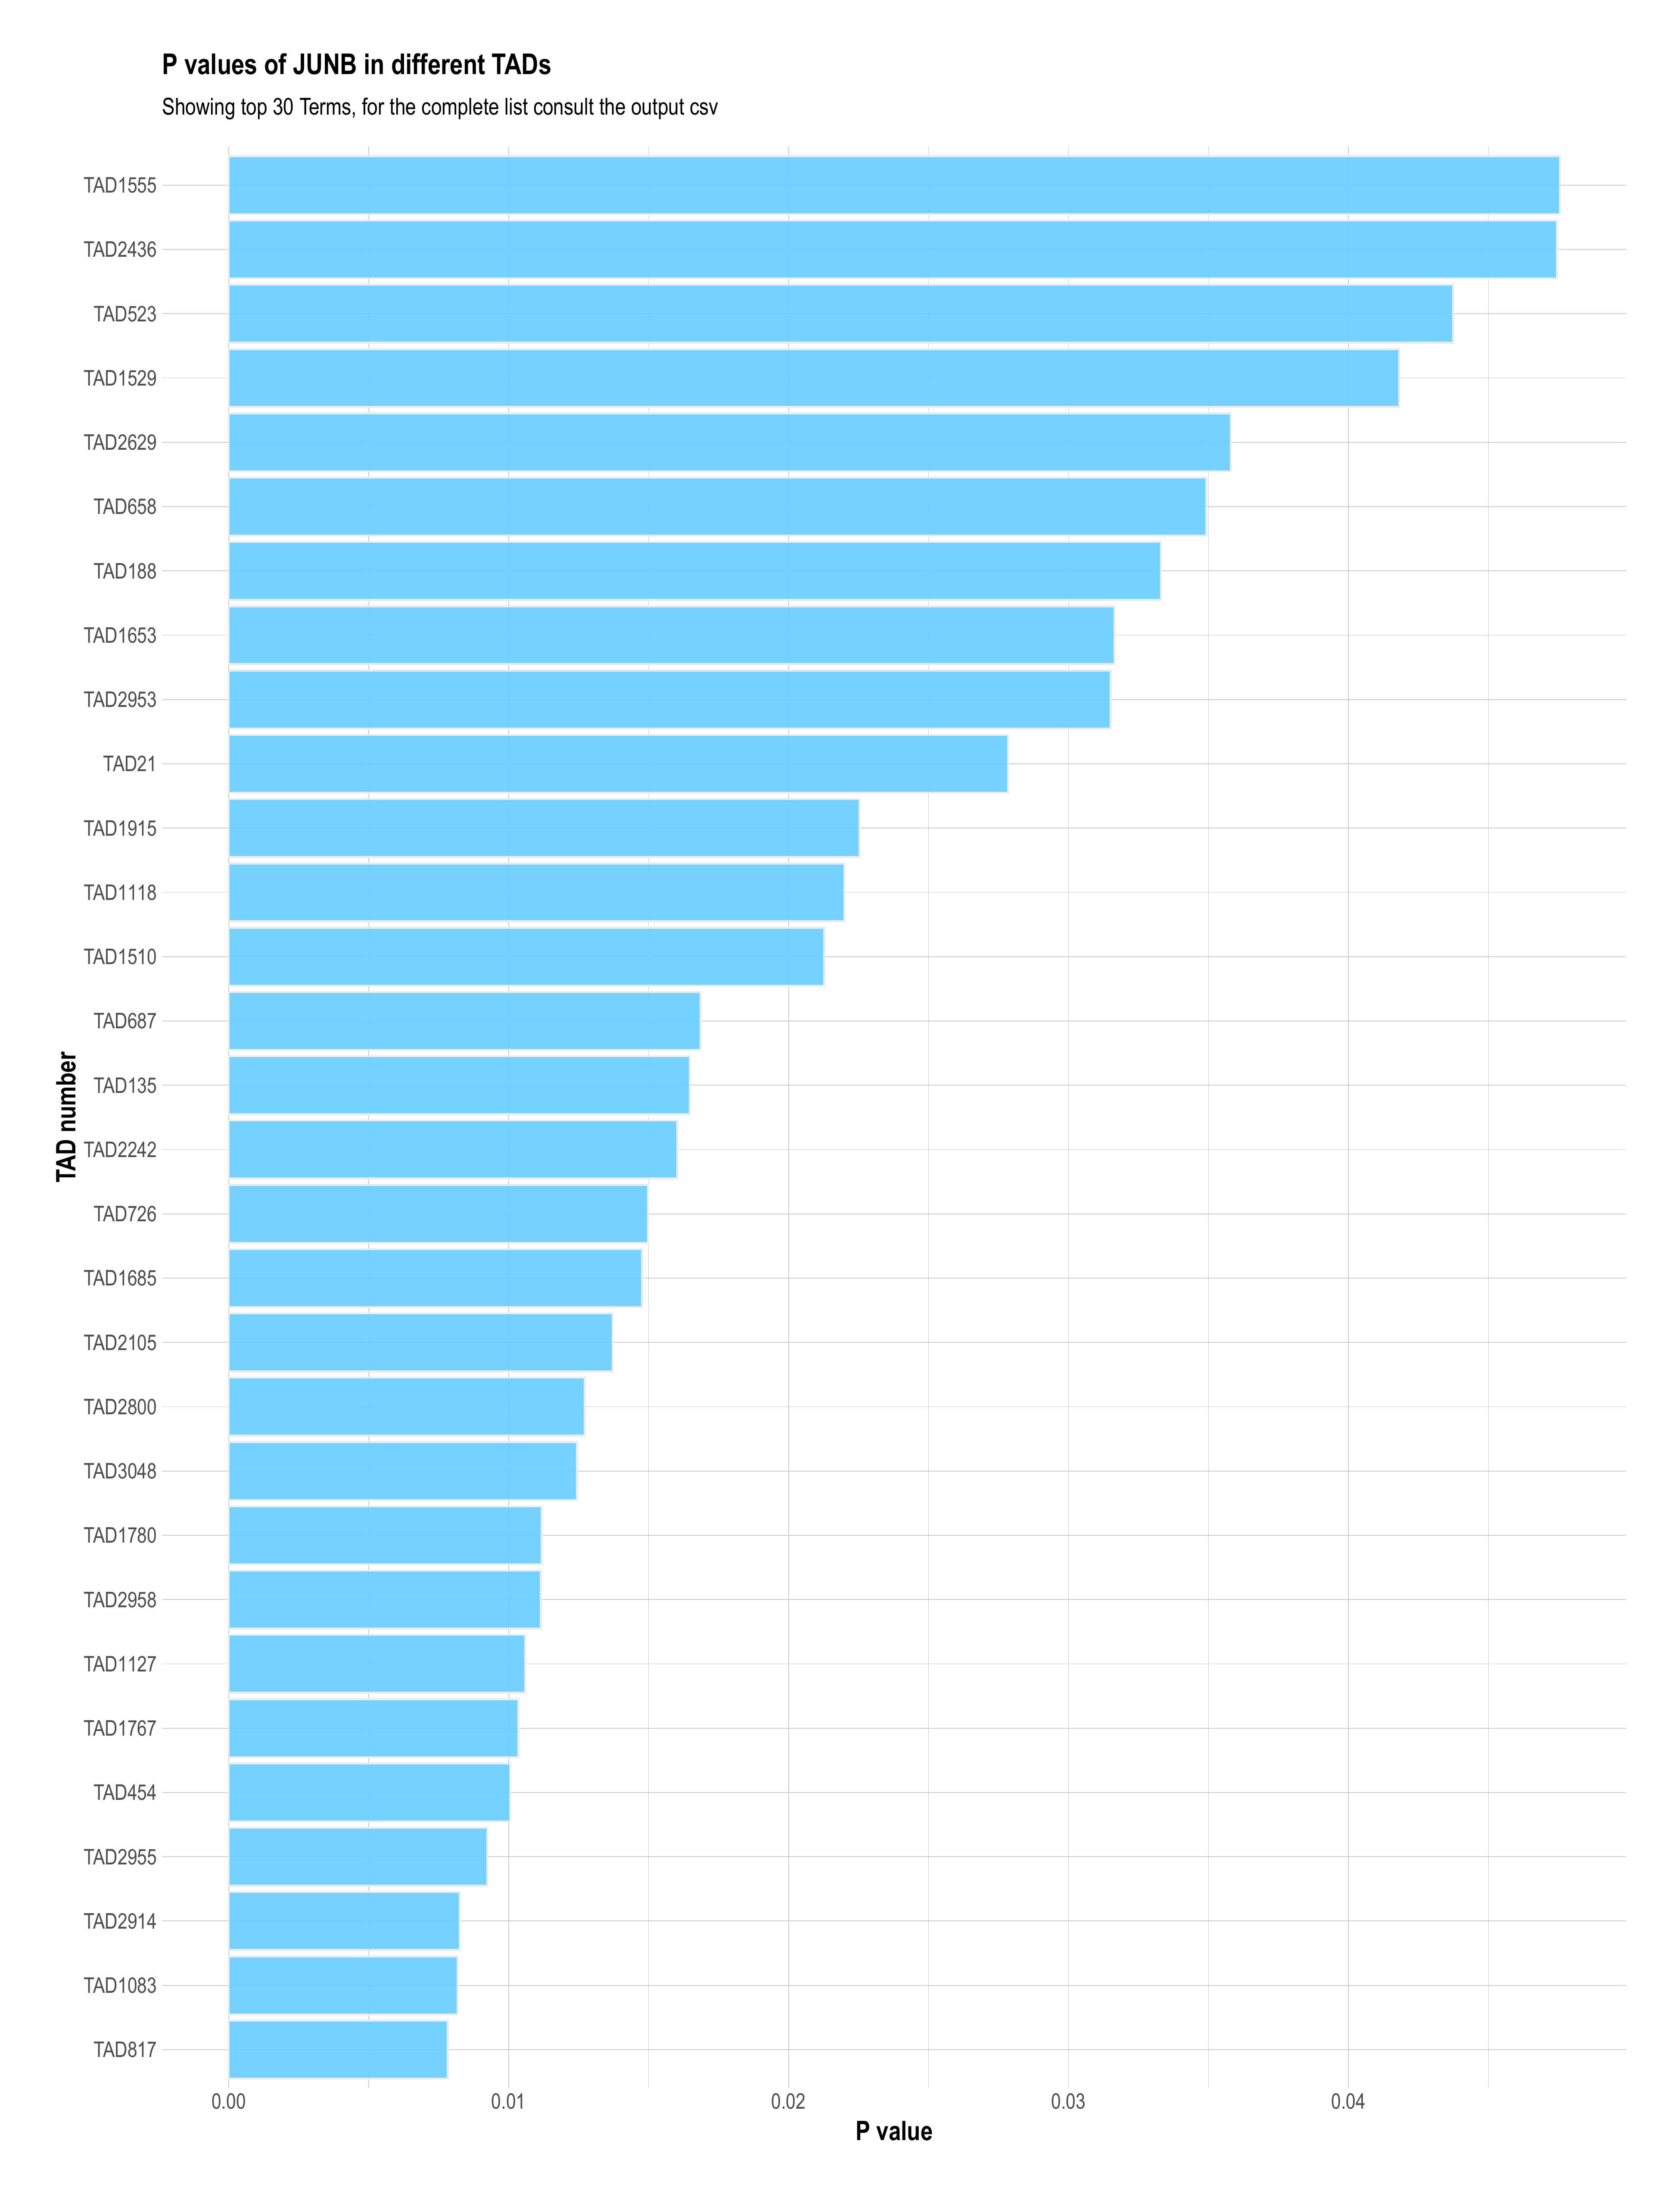 P values of JUNB in different TADs
Showing top 30 Terms, for the complete list consult the output csv
TAD1555
TAD2436
TAD523
TAD1529
TAD2629
TAD658
TAD188
TAD1653
TAD2953
TAD21
TAD1915
TAD1118
TAD1510
TAD687
TAD135
TAD2242
TAD726
TAD1685
TAD2105
TAD2800
TAD3048
TAD1780
TAD2958
TAD1127
TAD1767
TAD454
TAD2955
TAD2914
TAD1083
TAD817
TAD number
0.00 0.01 0.02 0.03 0.04
P value